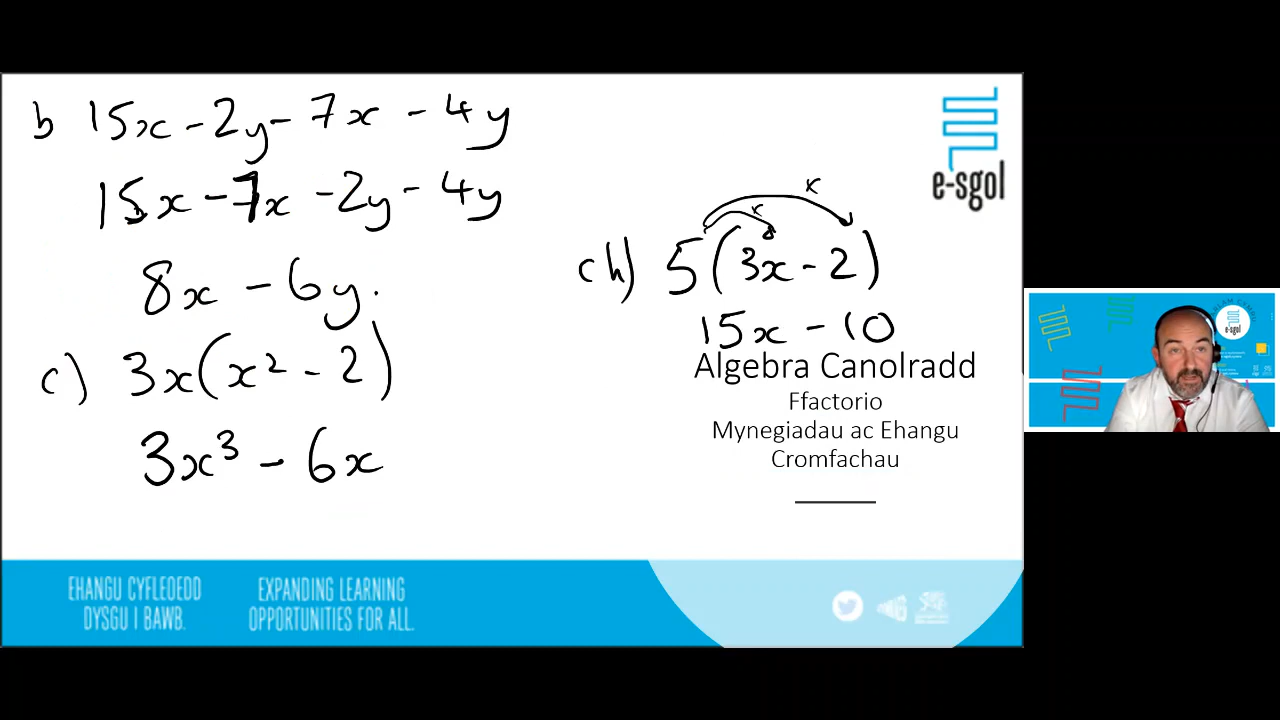 b 15x - 2y - 7x - 4y
15x - 7x - 2y - 4y
8x - 6y.
c) 3x(x² - 2)
3x³ - 6x
e-sgol
x x
ch) 5(3x - 2)
15x - 10
Algebra Canolradd
Ffactorio
Mynegiadau ac Ehangu
Cromfachau
EHANGU CYFLEOEDD
DYSGU I BAWB.
EXPANDING LEARNING
OPPORTUNITIES FOR ALL.
e-sgol